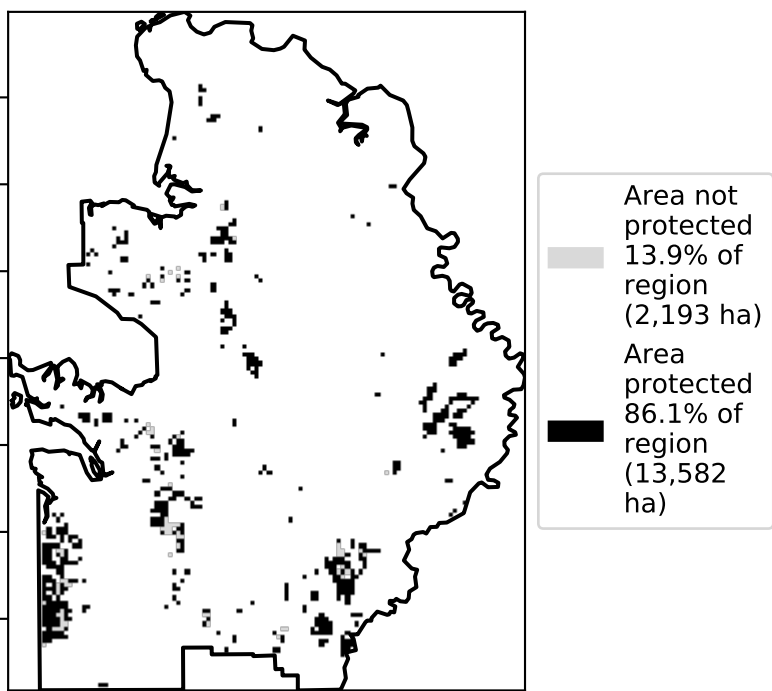 Area not
protected
13.9% of
region
(2,193 ha)
Area
protected
86.1% of
region
(13,582
ha)